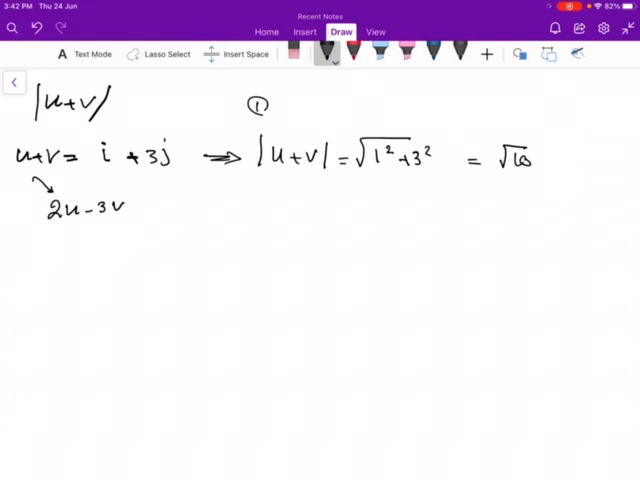 3:42 PM Thu 24 Jun 82%
Recent Notes
Home Insert Draw View
A Text Mode Lasso Select Insert Space
|u+v| ①
u+v = i + 3j ⇒ |u+v| = √1² + 3² = √10
2u - 3v